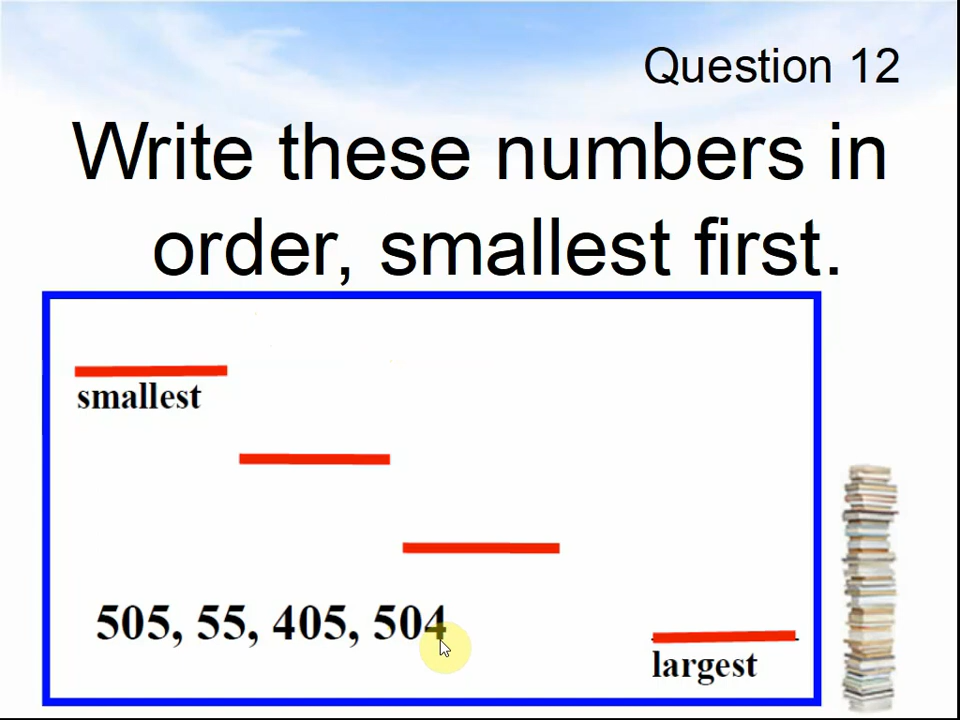 Question 12
Write these numbers in
order, smallest first.
smallest
505, 55, 405, 504
largest